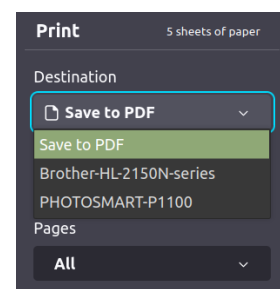 Print 5 sheets of paper
Destination
Save to PDF
Save to PDF
Brother-HL-2150N-series
PHOTOSMART-P1100
Pages
All